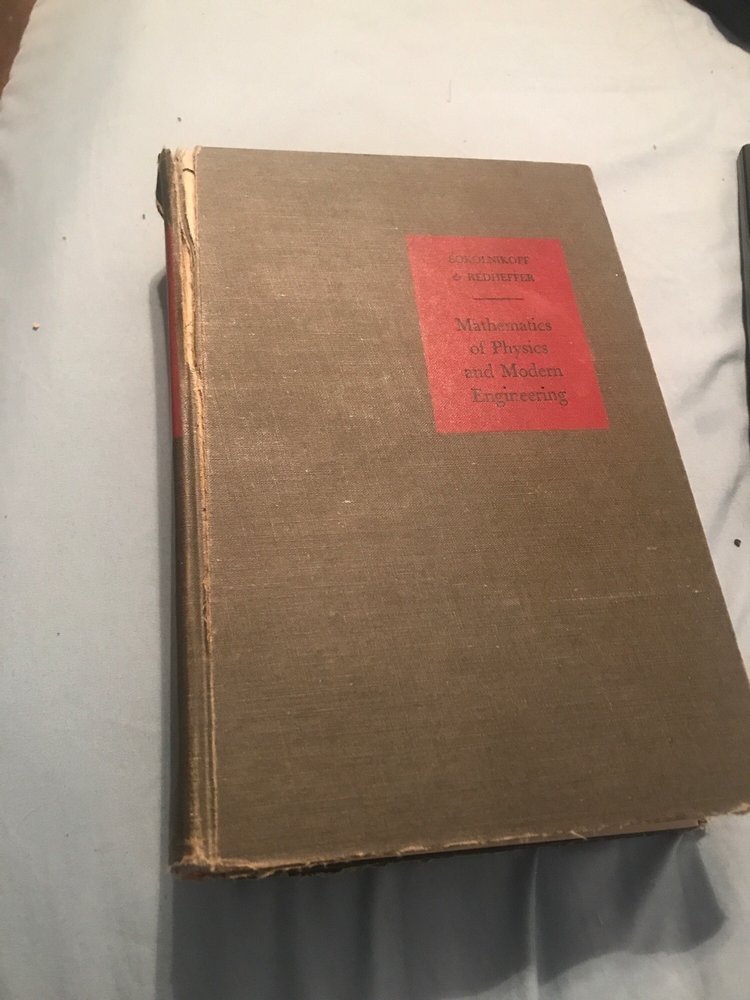 SOKOLNIKOFF
& REDHEFFER
Mathematics
of Physics
and Modern
Engineering